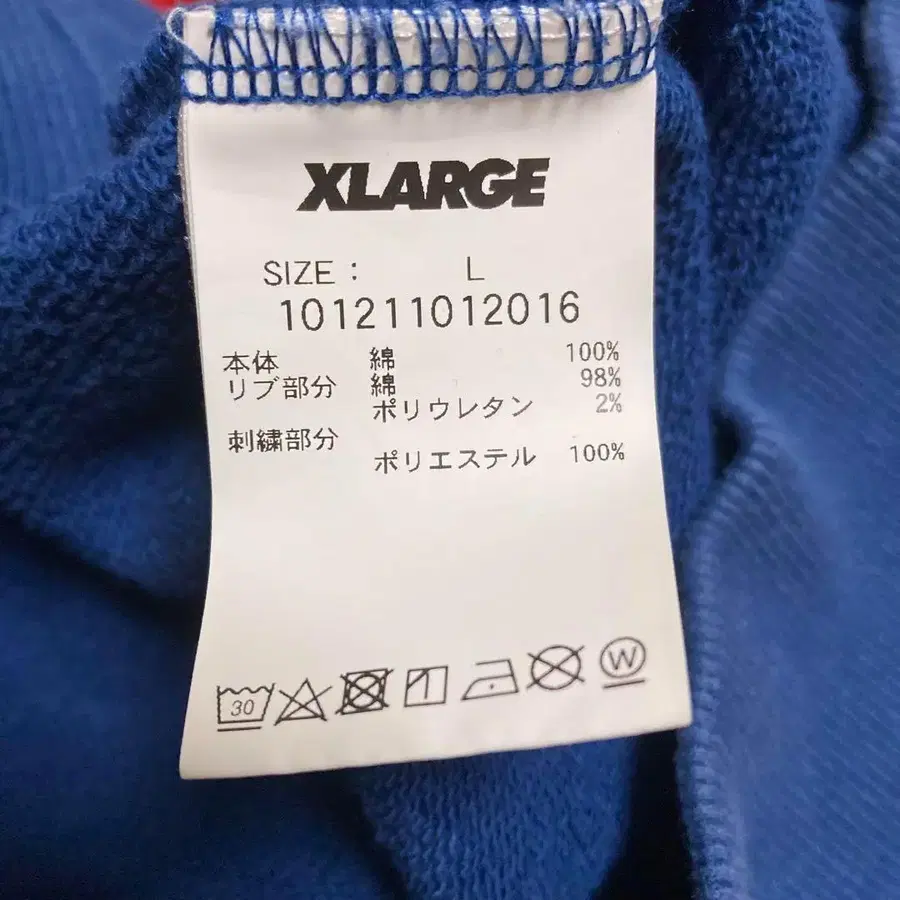 XLARGE
SIZE : L
101211012016
本体 綿 100%
リブ部分 綿 98%
ポリウレタン 2%
刺繍部分
ポリエステル 100%
30
W